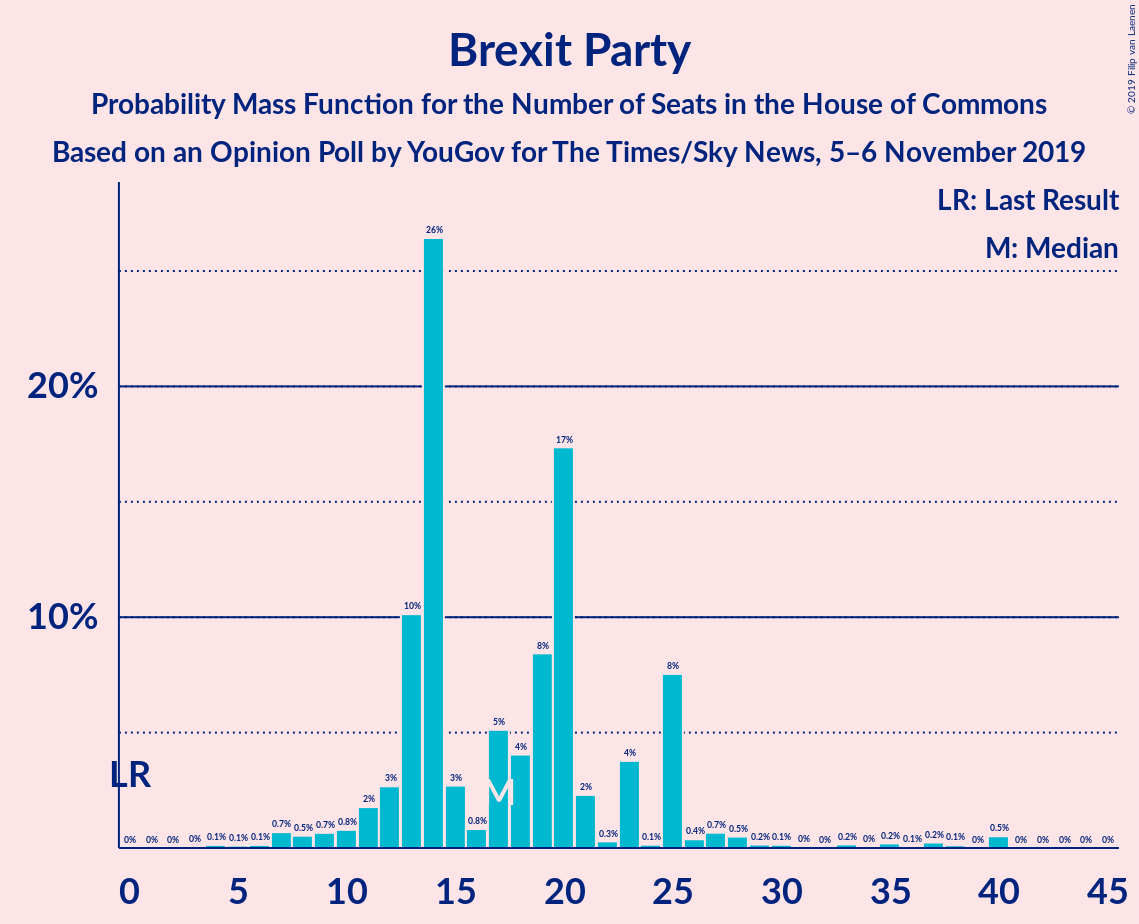 Brexit Party
Probability Mass Function for the Number of Seats in the House of Commons
Based on an Opinion Poll by YouGov for The Times/Sky News, 5–6 November 2019
© 2019 Filip van Laenen
LR: Last Result
M: Median
20%
10%
LR
M
0% 0% 0% 0% 0.1% 0.1% 0.1% 0.7% 0.5% 0.7% 0.8% 2% 3% 10% 26% 3% 0.8% 5% 4% 8% 17% 2% 0.3% 4% 0.1% 8% 0.4% 0.7% 0.5% 0.2% 0.1% 0% 0% 0.2% 0% 0.2% 0.1% 0.2% 0.1% 0% 0.5% 0% 0% 0% 0% 0%
0 5 10 15 20 25 30 35 40 45